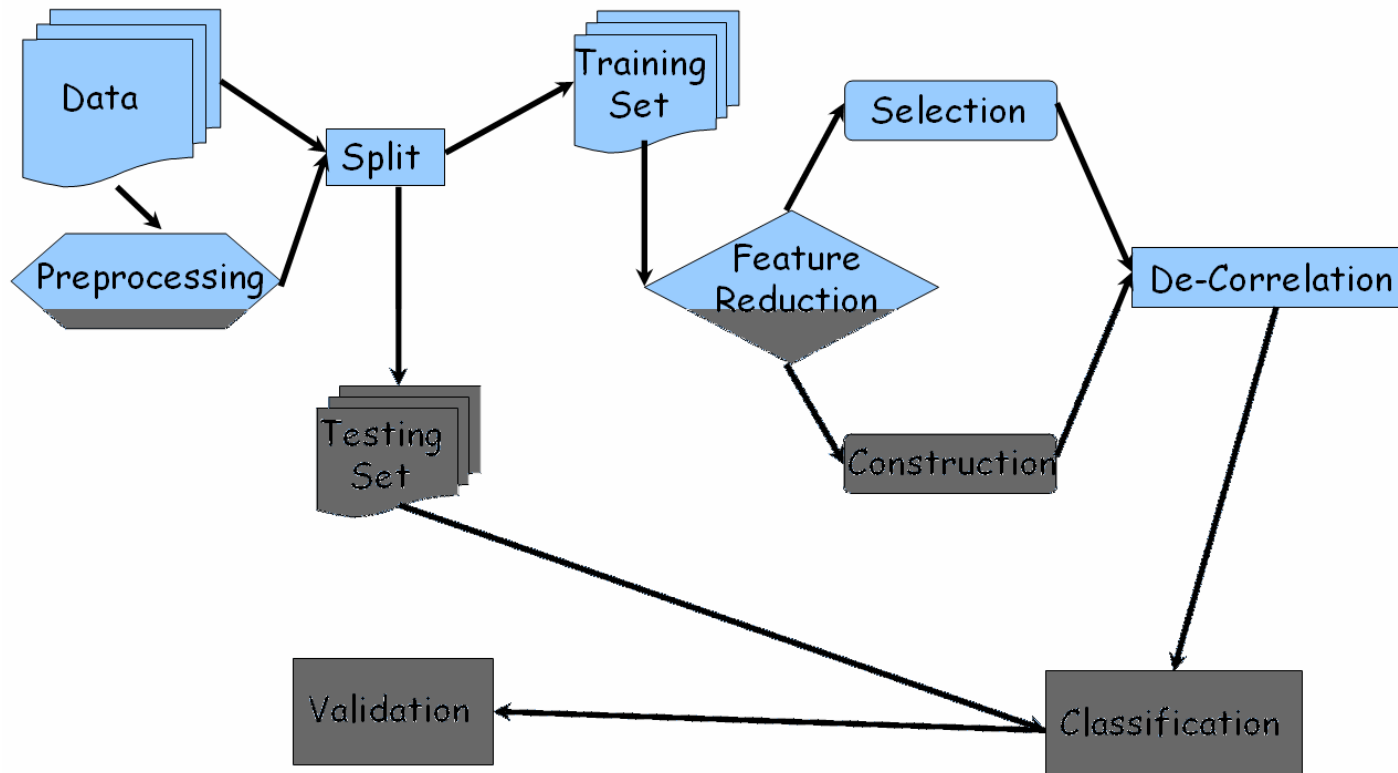 Data
Split
Preprocessing
Training
Set
Selection
Feature
Reduction
De-Correlation
Testing
Set
Construction
Validation
Classification